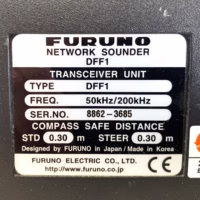 FURUNO
NETWORK SOUNDER
DFF1
TRANSCEIVER UNIT
TYPE DFF1
FREQ. 50kHz/200kHz
SER.NO. 8862-3685
COMPASS SAFE DISTANCE
STD 0.30 m STEER 0.30 m
Designed by FURUNO in Japan / Made in Korea
FURUNO ELECTRIC CO., LTD.
http://www.furuno.co.jp